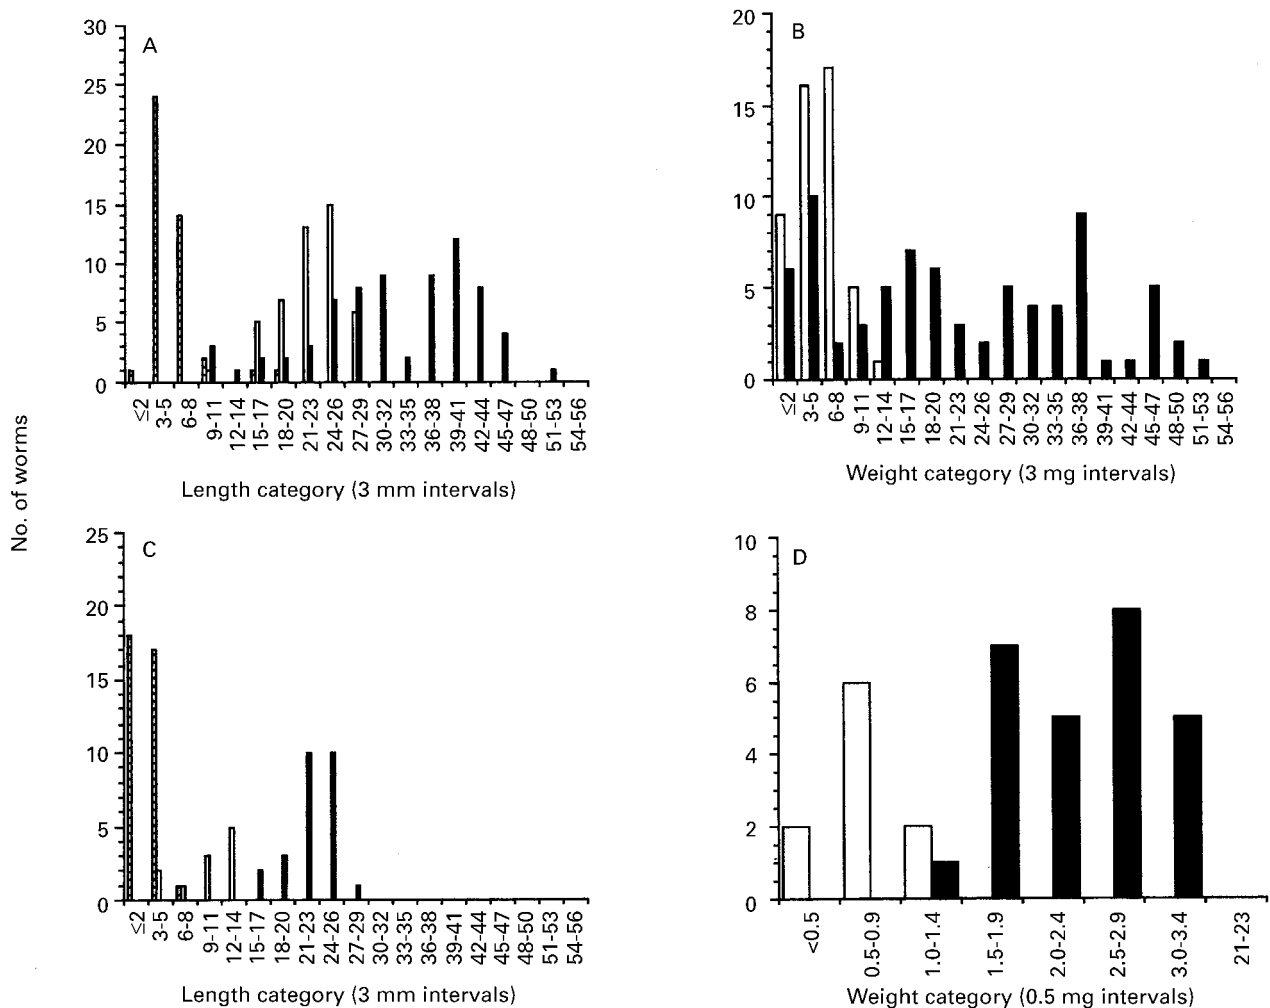 No. of worms
A
30
25
20
15
10
5
0
≤2 3-5 6-8 9-11 12-14 15-17 18-20 21-23 24-26 27-29 30-32 33-35 36-38 39-41 42-44 45-47 48-50 51-53 54-56
Length category (3 mm intervals)
B
20
15
10
5
0
≤2 3-5 6-8 9-11 12-14 15-17 18-20 21-23 24-26 27-29 30-32 33-35 36-38 39-41 42-44 45-47 48-50 51-53 54-56
Weight category (3 mg intervals)
C
25
20
15
10
5
0
≤2 3-5 6-8 9-11 12-14 15-17 18-20 21-23 24-26 27-29 30-32 33-35 36-38 39-41 42-44 45-47 48-50 51-53 54-56
Length category (3 mm intervals)
D
10
8
6
4
2
0
<0.5 0.5-0.9 1.0-1.4 1.5-1.9 2.0-2.4 2.5-2.9 3.0-3.4 21-23
Weight category (0.5 mg intervals)